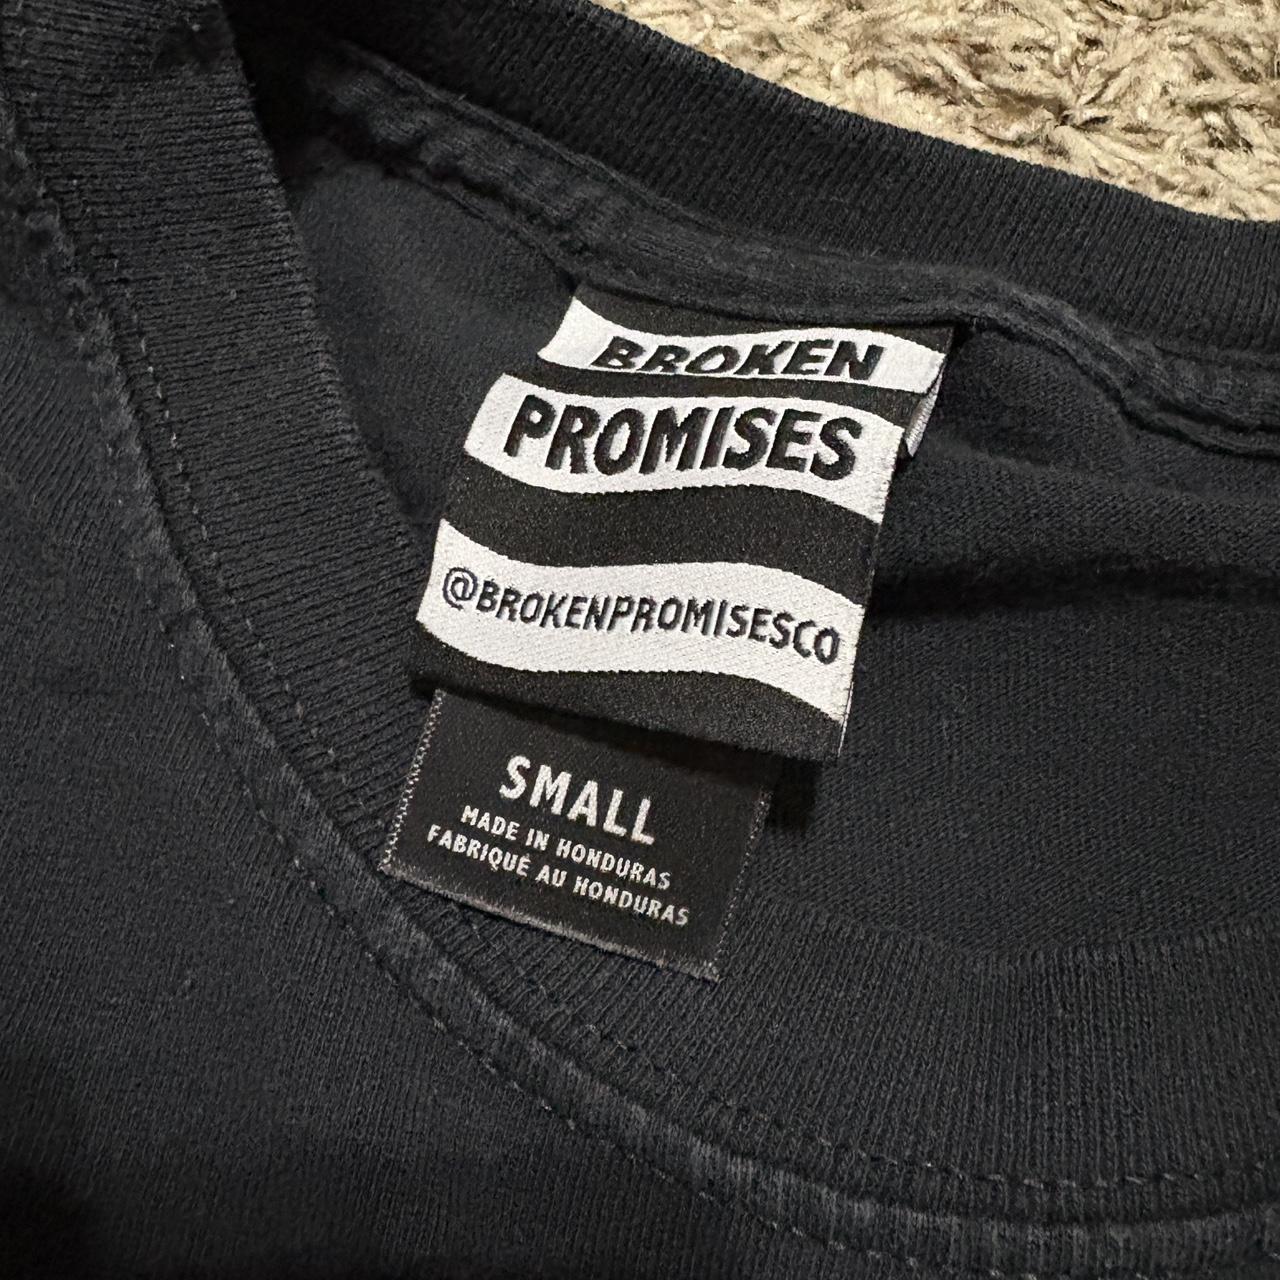 BROKEN
PROMISES
@BROKENPROMISESCO
SMALL
MADE IN HONDURAS
FABRIQUÉ AU HONDURAS